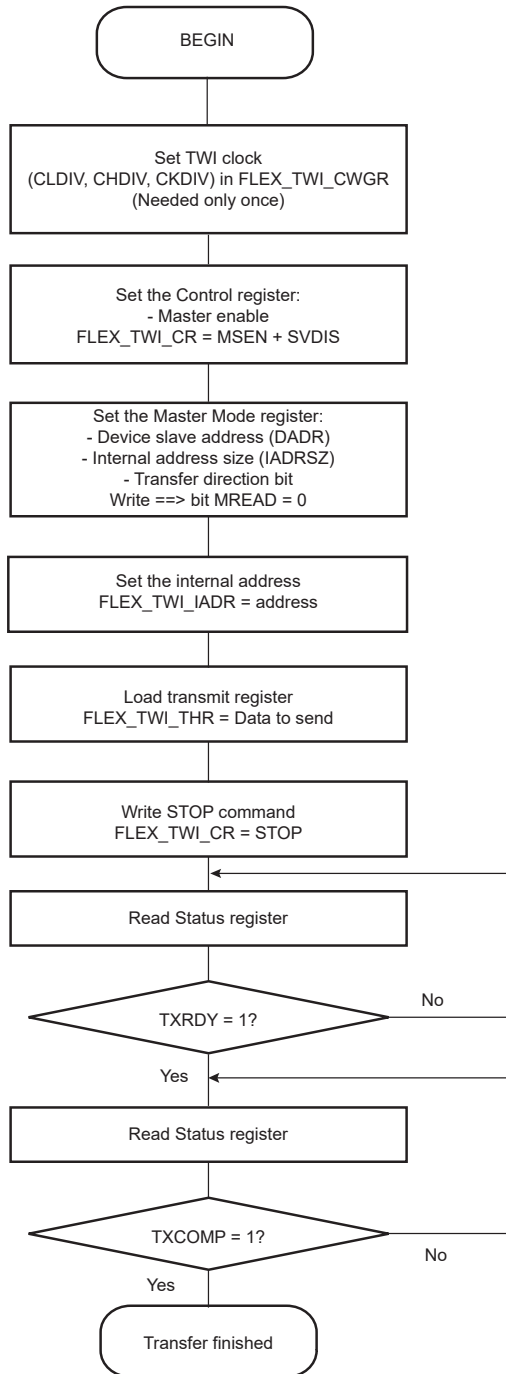 BEGIN
Set TWI clock
(CLDIV, CHDIV, CKDIV) in FLEX_TWI_CWGR
(Needed only once)
Set the Control register:
- Master enable
FLEX_TWI_CR = MSEN + SVDIS
Set the Master Mode register:
- Device slave address (DADR)
- Internal address size (IADRSZ)
- Transfer direction bit
Write ==> bit MREAD = 0
Set the internal address
FLEX_TWI_IADR = address
Load transmit register
FLEX_TWI_THR = Data to send
Write STOP command
FLEX_TWI_CR = STOP
Read Status register
TXRDY = 1?
No
Yes
Read Status register
TXCOMP = 1?
No
Yes
Transfer finished